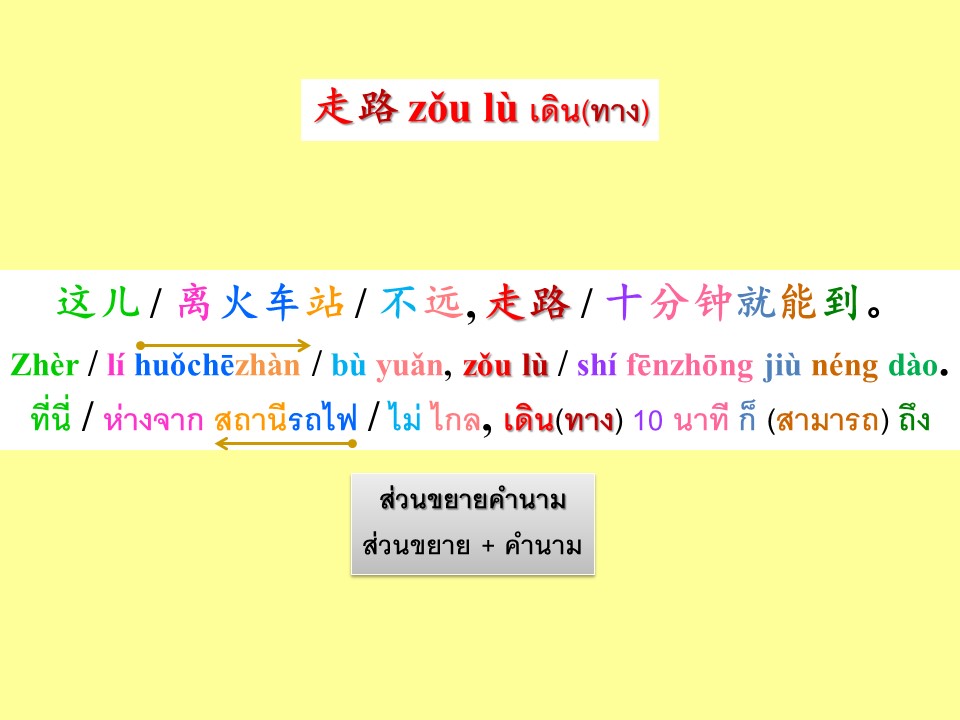 走路 zǒu lù เดิน(ทาง)
这儿 / 离火车站 / 不远, 走路 / 十分钟就能到。
Zhèr / lí huǒchēzhàn / bù yuǎn, zǒu lù / shí fēnzhōng jiù néng dào.
ที่นี่ / ห่างจาก สถานีรถไฟ / ไม่ ไกล, เดิน(ทาง) 10 นาที ก็ (สามารถ) ถึง
ส่วนขยายคำนาม
ส่วนขยาย + คำนาม